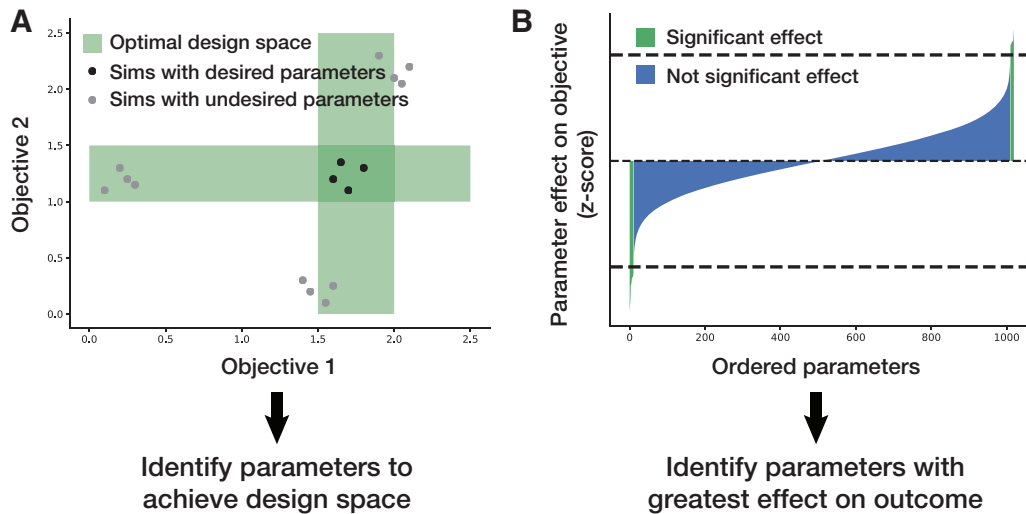 A
Optimal design space
Sims with desired parameters
Sims with undesired parameters
Objective 2
2.5
2.0
1.5
1.0
0.5
0.0
0.0
0.5
1.0
1.5
2.0
2.5
Objective 1
Identify parameters to
achieve design space
B
Significant effect
Not significant effect
Parameter effect on objective
(z-score)
0
200
400
600
800
1000
Ordered parameters
Identify parameters with
greatest effect on outcome